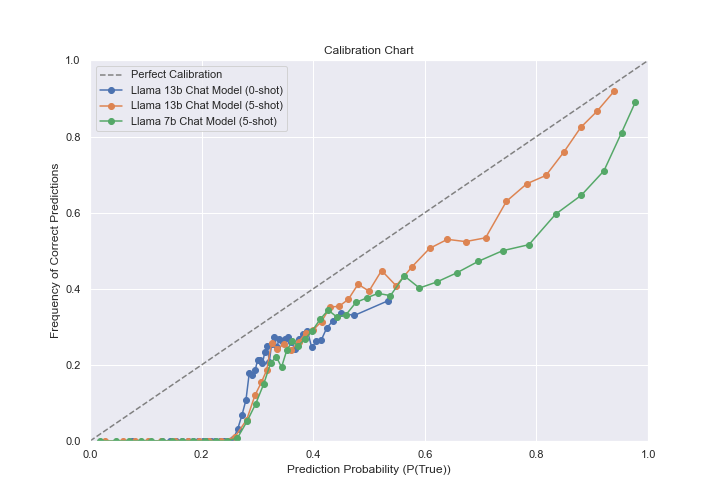 Calibration Chart
1.0
Perfect Calibration
Llama 13b Chat Model (0-shot)
Llama 13b Chat Model (5-shot)
Llama 7b Chat Model (5-shot)
0.8
0.6
0.4
0.2
0.0
Frequency of Correct Predictions
0.0 0.2 0.4 0.6 0.8 1.0
Prediction Probability (P(True))